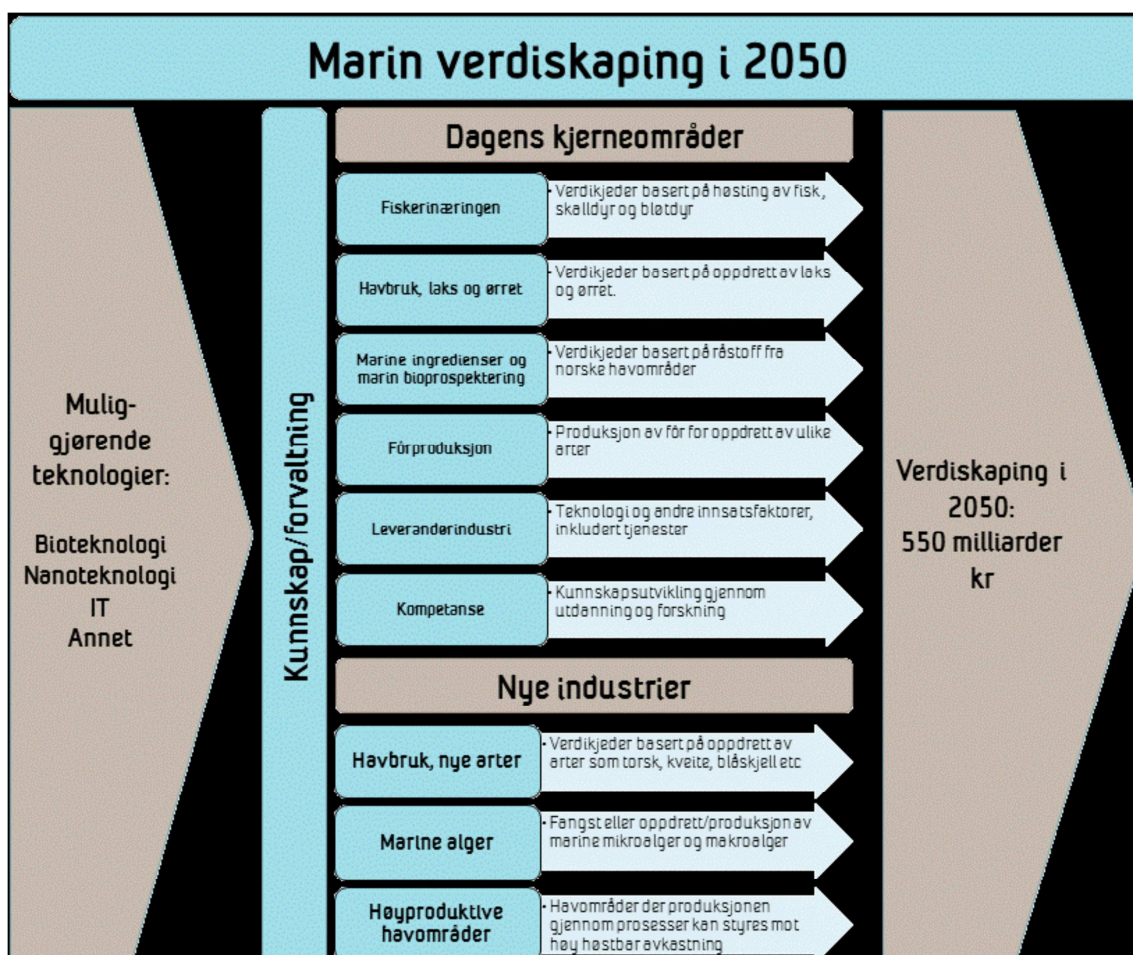 Marin verdiskaping i 2050
Mulig-
gjørende
teknologier:
Bioteknologi
Nanoteknologi
IT
Annet
Kunnskap/forvaltning
Dagens kjerneområder
Fiskerinæringen
• Verdikjeder basert på høsting av fisk,
skalldyr og bløtdyr
Havbruk, laks og ørret
• Verdikjeder basert på oppdrett av laks
og ørret.
Marine ingredienser og
marin bioprospektering
• Verdikjeder basert på råstoff fra
norske havområder
Fôrproduksjon
• Produksjon av fôr for oppdrett av ulike
arter
Leverandørindustri
• Teknologi og andre innsatsfaktorer,
inkludert tjenester
Kompetanse
• Kunnskapsutvikling gjennom
utdanning og forskning
Nye industrier
Havbruk, nye arter
• Verdikjeder basert på oppdrett av
arter som torsk, kveite, blåskjell etc
Marine alger
• Fangst eller oppdrett/produksjon av
marine mikroalger og makroalger
Høyproduktive
havområder
• Havområder der produksjonen
gjennom prosesser kan styres mot
høy høstbar avkastning
Verdiskaping i
2050:
550 milliarder
kr